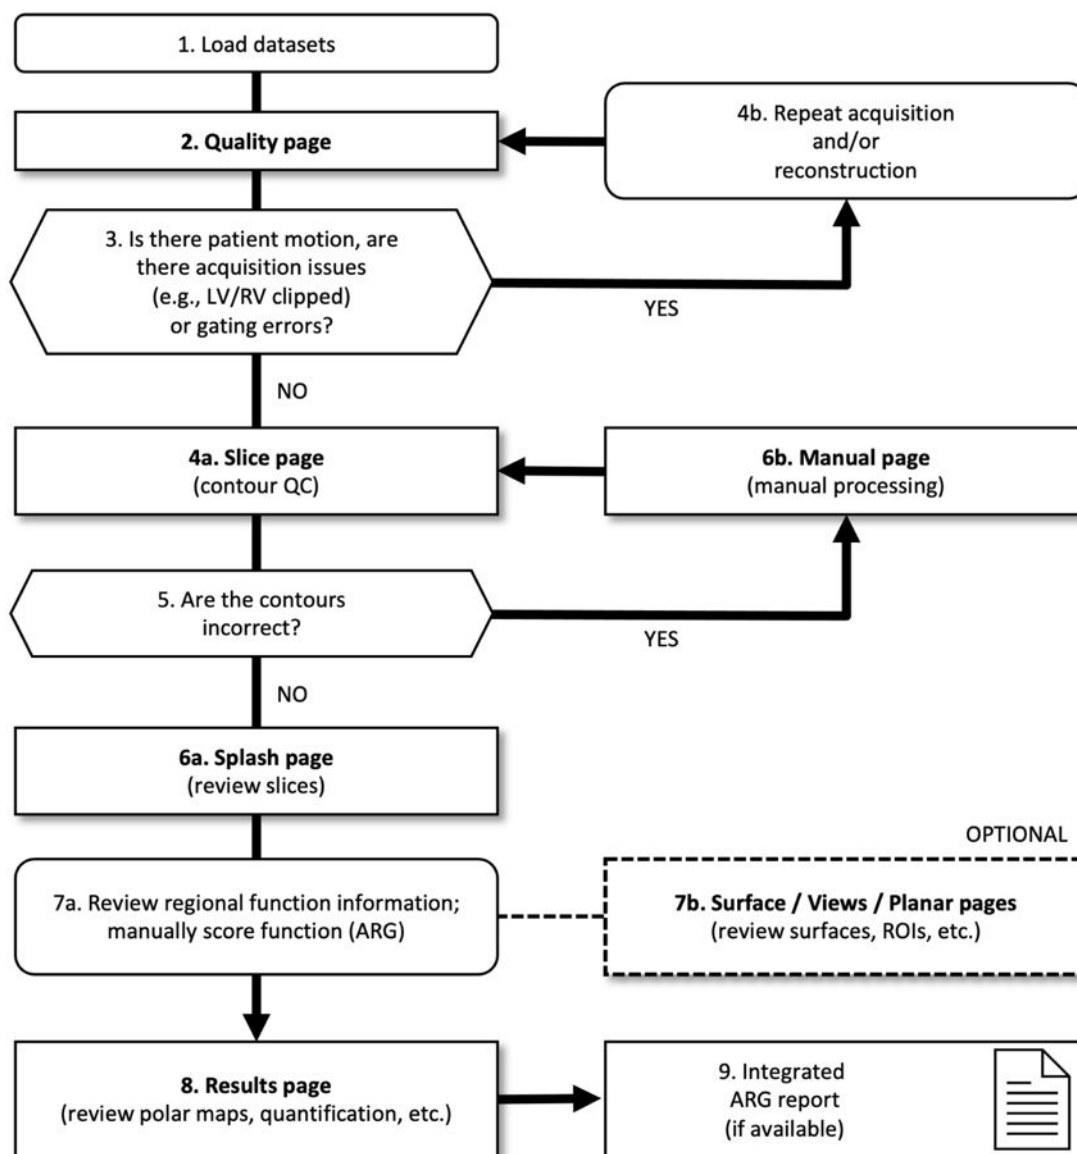 1. Load datasets
2. Quality page
4b. Repeat acquisition
and/or
reconstruction
3. Is there patient motion, are
there acquisition issues
(e.g., LV/RV clipped)
or gating errors?
YES
NO
4a. Slice page
(contour QC)
6b. Manual page
(manual processing)
5. Are the contours
incorrect?
YES
NO
6a. Splash page
(review slices)
OPTIONAL
7a. Review regional function information;
manually score function (ARG)
7b. Surface / Views / Planar pages
(review surfaces, ROIs, etc.)
8. Results page
(review polar maps, quantification, etc.)
9. Integrated
ARG report
(if available)